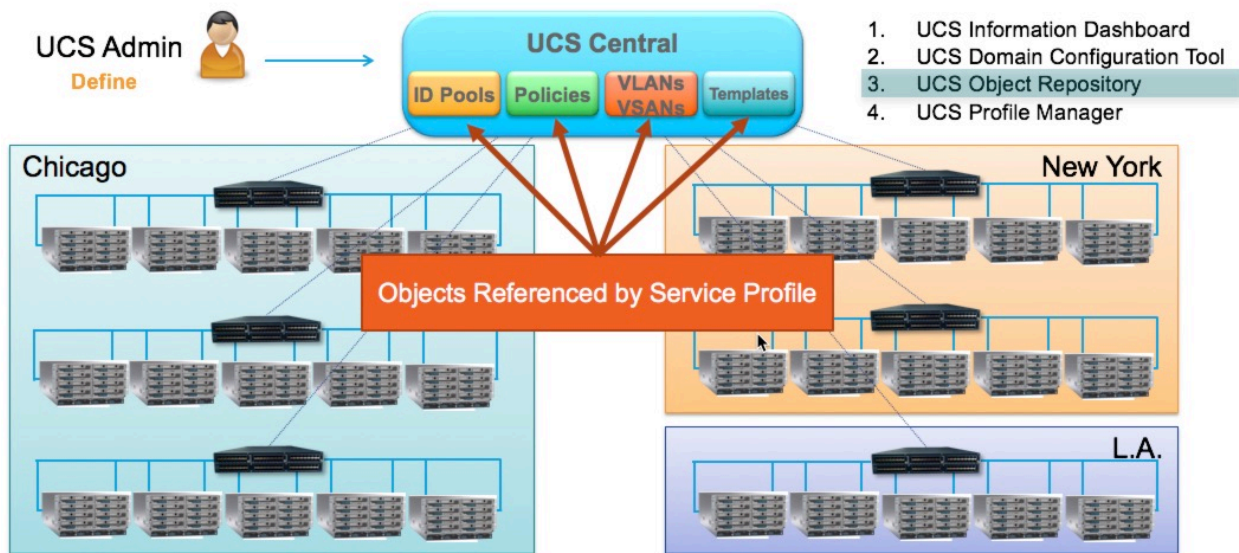 UCS Admin
Define
UCS Central
ID Pools
Policies
VLANs
VSANs
Templates
1. UCS Information Dashboard
2. UCS Domain Configuration Tool
3. UCS Object Repository
4. UCS Profile Manager
Chicago
New York
Objects Referenced by Service Profile
L.A.